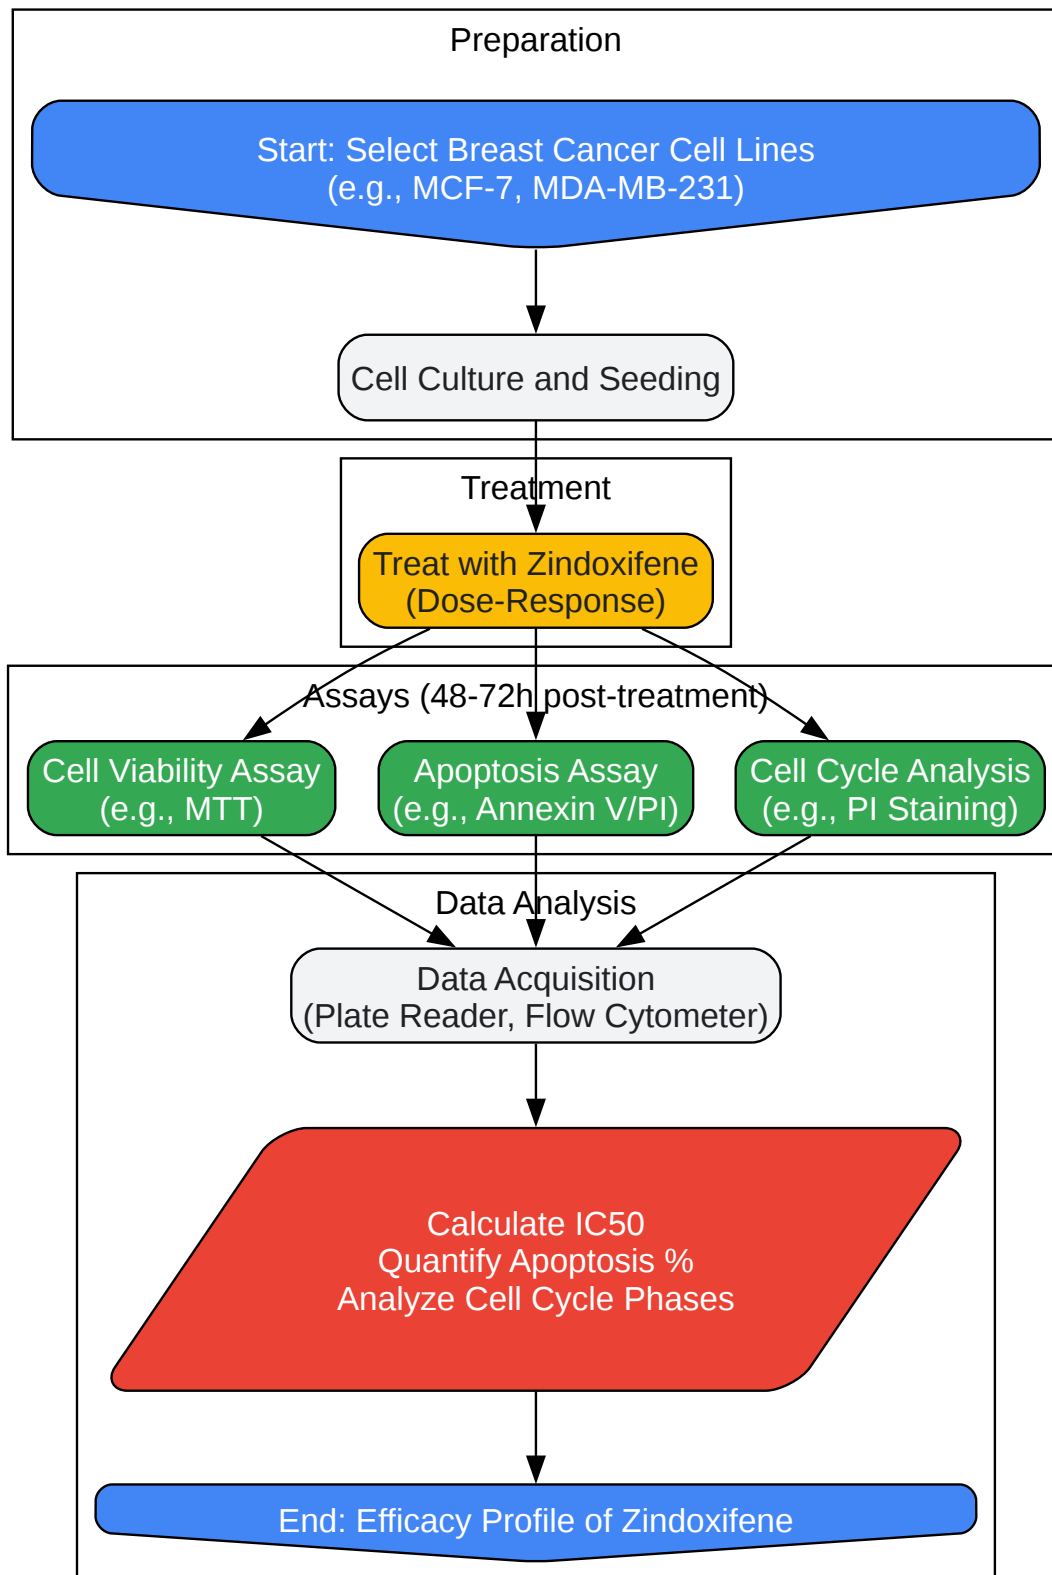 Preparation
Start: Select Breast Cancer Cell Lines
(e.g., MCF-7, MDA-MB-231)
Cell Culture and Seeding
Treatment
Treat with Zindoxifene
(Dose-Response)
Assays (48-72h post-treatment)
Cell Viability Assay
(e.g., MTT)
Apoptosis Assay
(e.g., Annexin V/PI)
Cell Cycle Analysis
(e.g., PI Staining)
Data Analysis
Data Acquisition
(Plate Reader, Flow Cytometer)
Calculate IC50
Quantify Apoptosis %
Analyze Cell Cycle Phases
End: Efficacy Profile of Zindoxifene